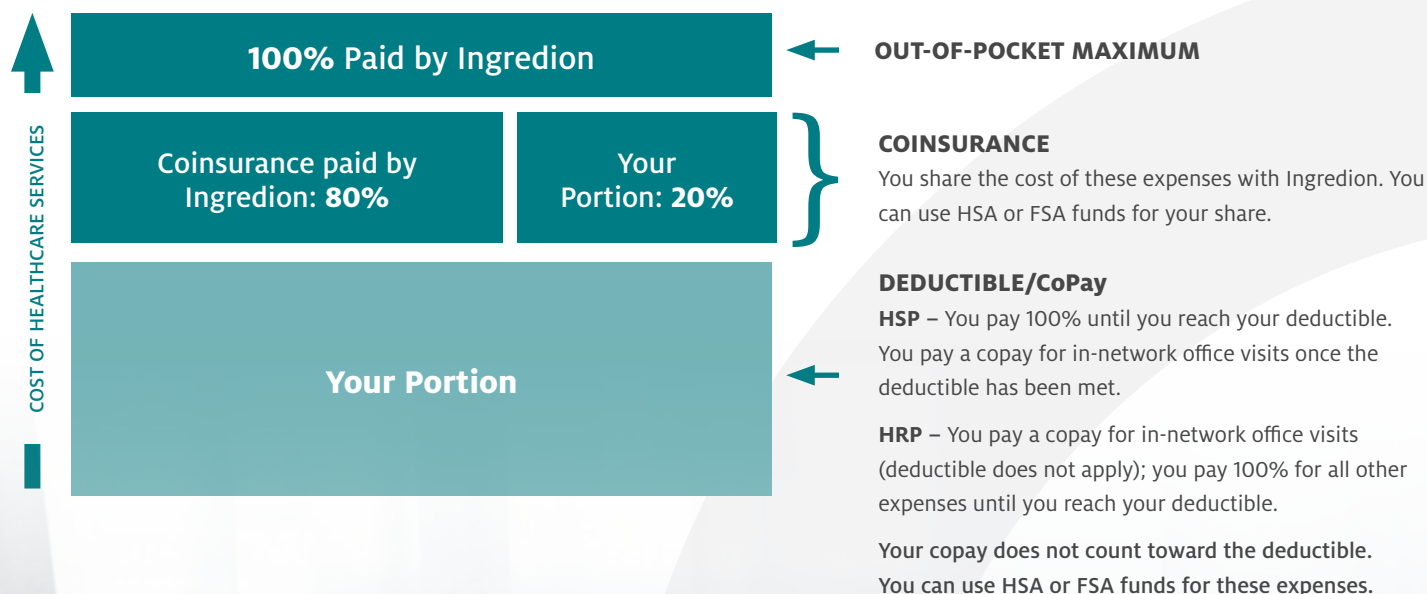 100% Paid by Ingredion
OUT-OF-POCKET MAXIMUM
COST OF HEALTHCARE SERVICES
Coinsurance paid by
Ingredion: 80%
Your
Portion: 20%
COINSURANCE
You share the cost of these expenses with Ingredion. You
can use HSA or FSA funds for your share.
Your Portion
DEDUCTIBLE/CoPay
HSP – You pay 100% until you reach your deductible.
You pay a copay for in-network office visits once the
deductible has been met.
HRP – You pay a copay for in-network office visits
(deductible does not apply); you pay 100% for all other
expenses until you reach your deductible.
Your copay does not count toward the deductible.
You can use HSA or FSA funds for these expenses.